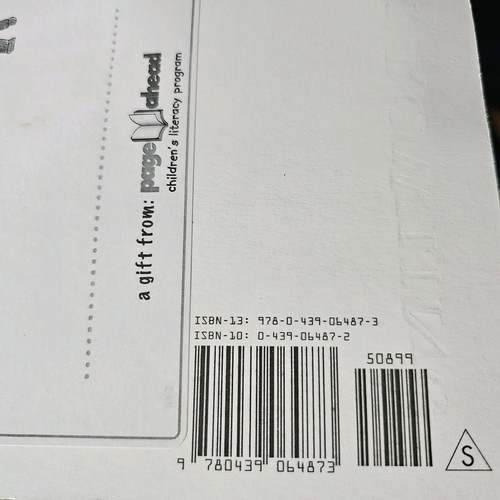 a gift from: page ahead
children's literacy program
ISBN-13: 978-0-439-06487-3
ISBN-10: 0-439-06487-2
50899
9 780439 064873
S